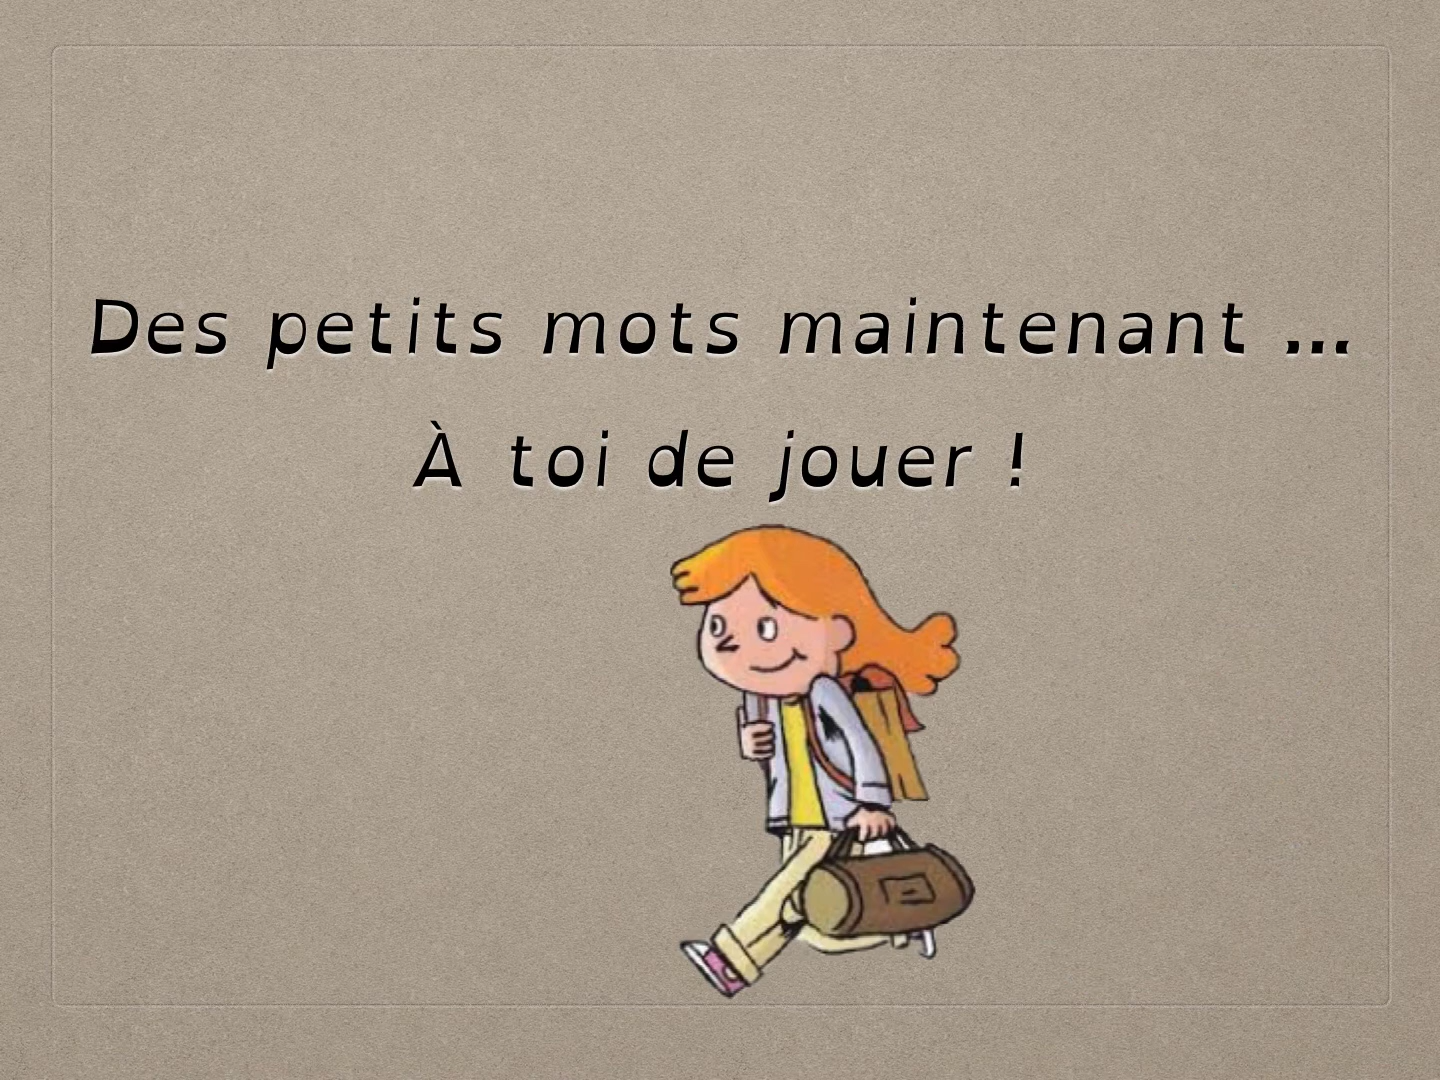 Des petits mots maintenant …
À toi de jouer !